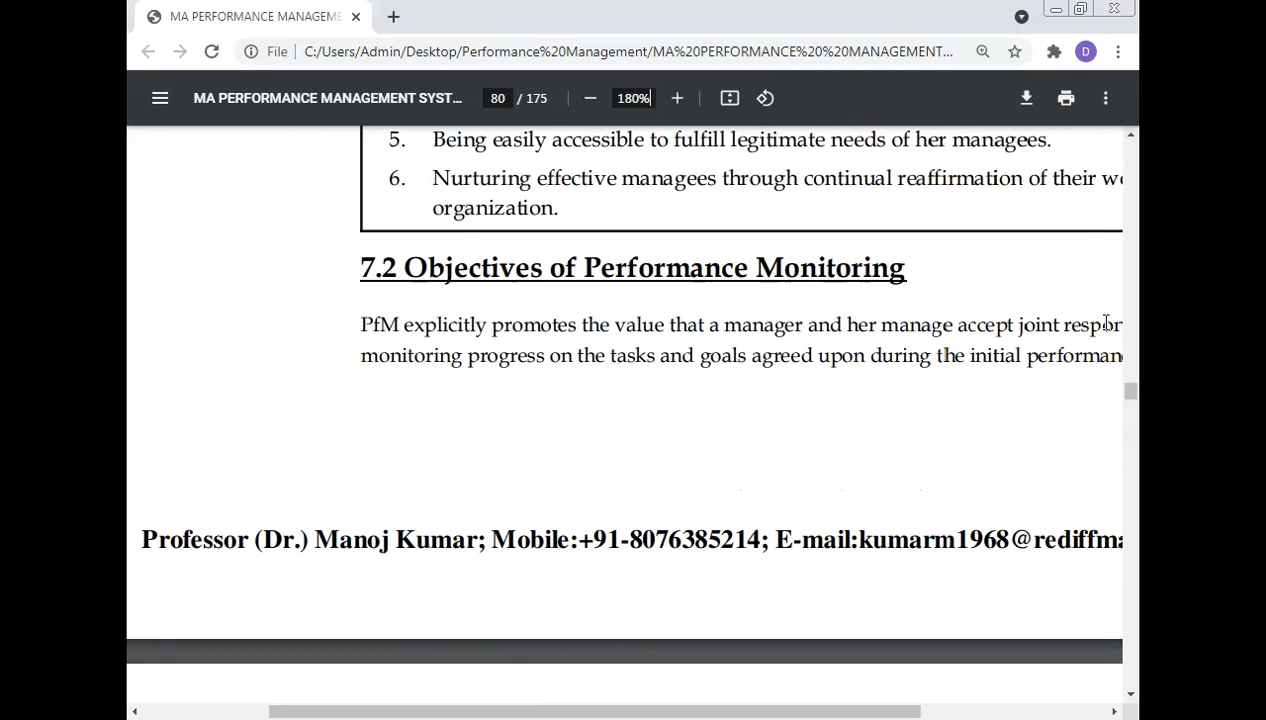 MA PERFORMANCE MANAGEME
File C:/Users/Admin/Desktop/Performance%20Management/MA%20PERFORMANCE%20%20MANAGEMENT...
D
MA PERFORMANCE MANAGEMENT SYST... 80 / 175 180%
5. Being easily accessible to fulfill legitimate needs of her managees.
6. Nurturing effective managees through continual reaffirmation of their we
organization.
7.2 Objectives of Performance Monitoring
PfM explicitly promotes the value that a manager and her manage accept joint respon
monitoring progress on the tasks and goals agreed upon during the initial performan
Professor (Dr.) Manoj Kumar; Mobile:+91-8076385214; E-mail:kumarm1968@rediffma